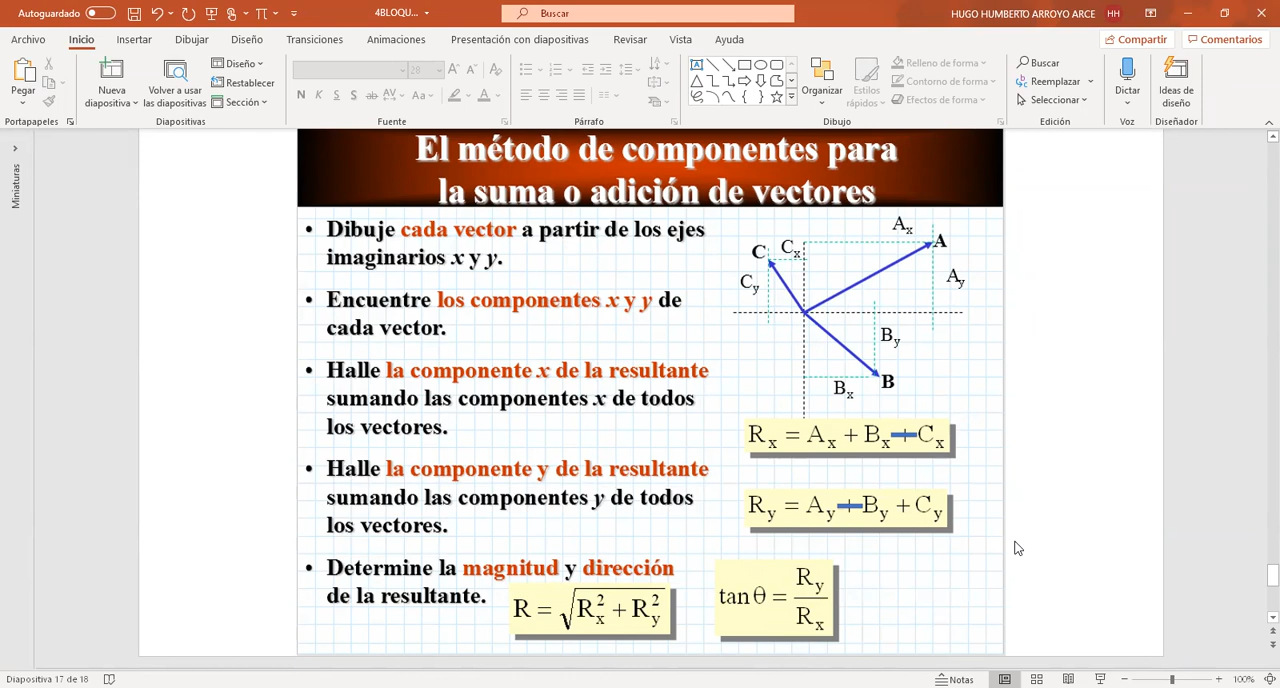 Autoguardado
4BLOQU...
Buscar
HUGO HUMBERTO ARROYO ARCE
HH
Archivo Inicio Insertar Dibujar Diseño Transiciones Animaciones Presentación con diapositivas Revisar Vista Ayuda
Compartir
Comentarios
Pegar
Nueva diapositiva
Volver a usar las diapositivas
Diseño
Restablecer
Sección
28
N K S S ab AV Aa A
Organizar
Estilos rápidos
Relleno de forma
Contorno de forma
Efectos de forma
Buscar
Reemplazar
Seleccionar
Dictar
Ideas de diseño
Portapapeles
Diapositivas
Fuente
Párrafo
Dibujo
Edición
Voz
Diseñador
Miniaturas
El método de componentes para
la suma o adición de vectores
• Dibuje cada vector a partir de los ejes
imaginarios x y y.
• Encuentre los componentes x y y de
cada vector.
• Halle la componente x de la resultante
sumando las componentes x de todos
los vectores.
• Halle la componente y de la resultante
sumando las componentes y de todos
los vectores.
• Determine la magnitud y dirección
de la resultante.
R = √(Rx² + Ry²)
Ax
A
Cx
C
Cy
Ay
By
B
Bx
Rx = Ax + Bx + Cx
Ry = Ay + By + Cy
tan θ = Ry / Rx
Diapositiva 17 de 18
Notas
100%